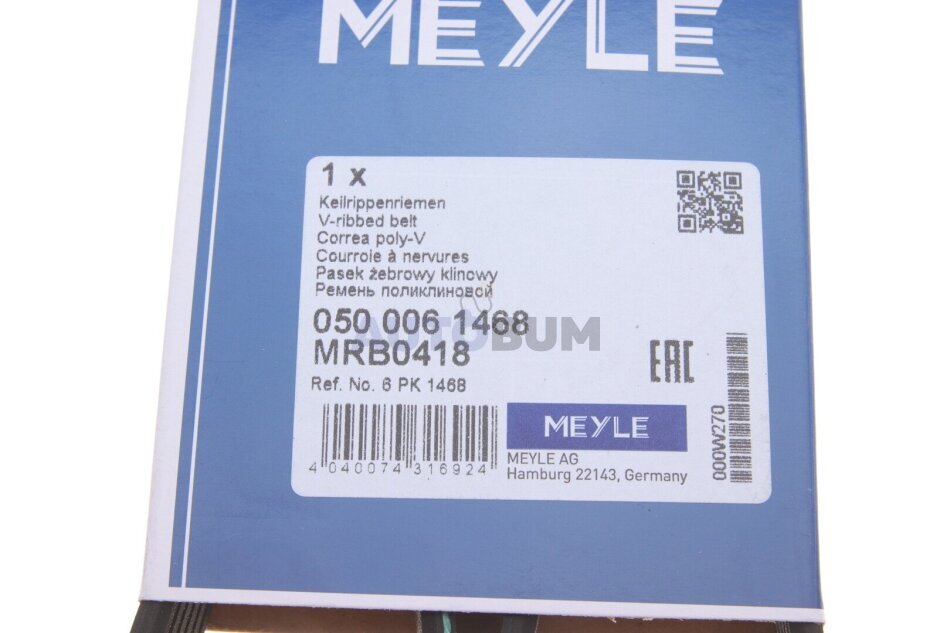 MEYLE
1 x
Keilrippenriemen
V-ribbed belt
Correa poly-V
Courroie à nervures
Pasek żebrowy klinowy
Ремень поликлиновой
050 006 1468
AUTOBUM
MRB0418
EAC
Ref. No. 6 PK 1468
MEYLE
4 040074 316924
MEYLE AG
Hamburg 22143, Germany
000W270